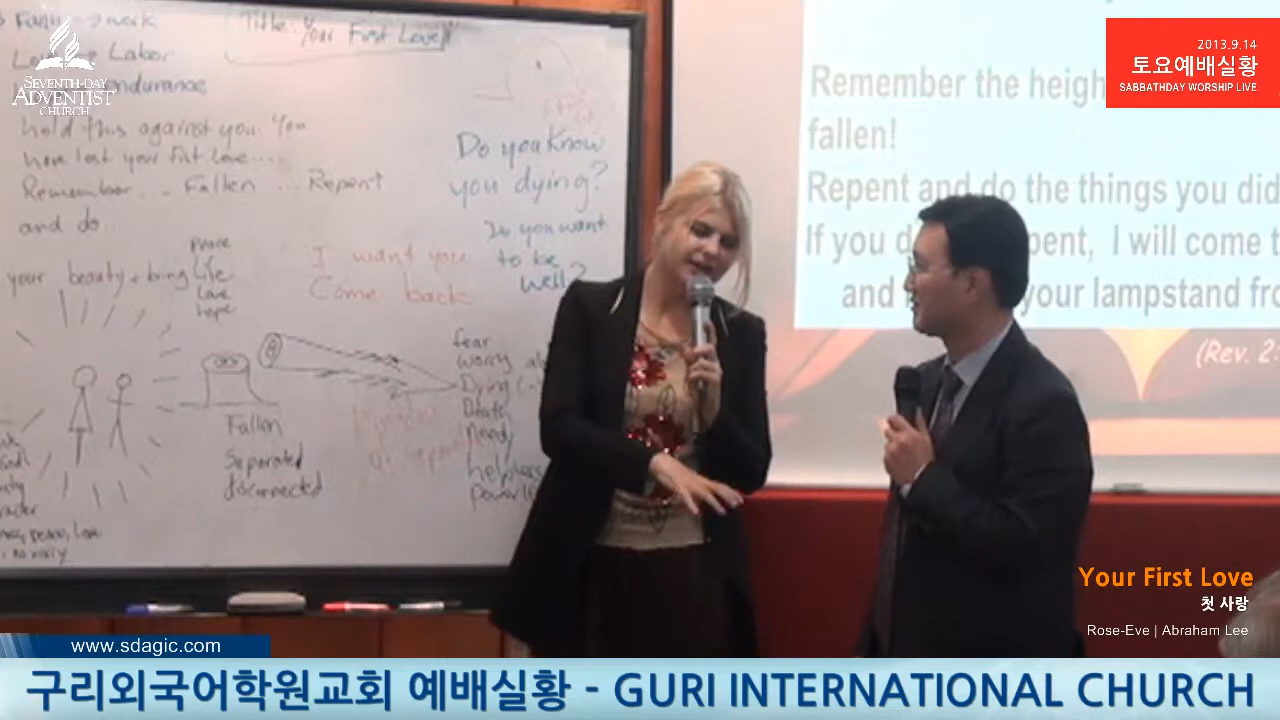 Family → work
Title: Your First Love
Labor
endurance
SEVENTH-DAY
ADVENTIST
CHURCH
hold this against you. You
have lost your first love...
Remember... Fallen ... Repent
and do...
Do you know
you dying?
Do you want
to be
well?
I want you
Come back
your beauty + bring Life
Love
hope
Fallen
Separated
disconnected
fear
worry
Dying
Needy
2013.9.14
토요예배실황
SABBATHDAY WORSHIP LIVE
Remember the heigh
fallen!
Repent and do the things you did
If you d pent, I will come t
and your lampstand fro
(Rev. 2:
Your First Love
첫 사랑
Rose-Eve | Abraham Lee
www.sdagic.com
구리외국어학원교회 예배실황 - GURI INTERNATIONAL CHURCH